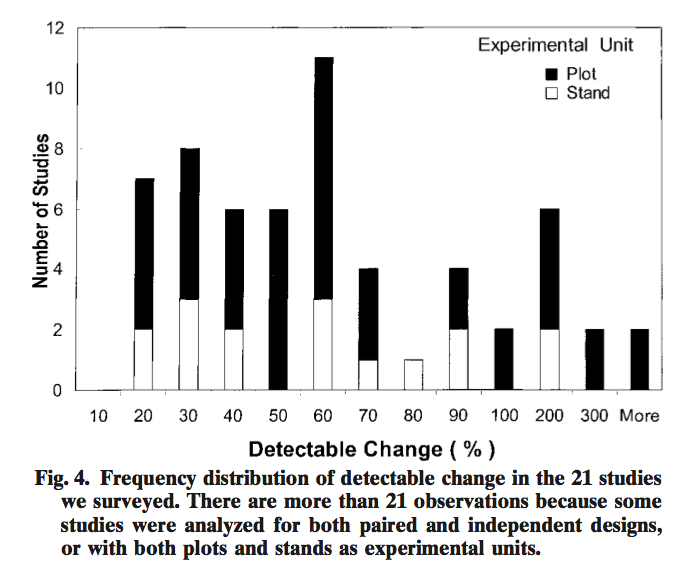 12
10
8
6
4
2
0
Number of Studies
Experimental Unit
Plot
Stand
10 20 30 40 50 60 70 80 90 100 200 300 More
Detectable Change ( % )
Fig. 4. Frequency distribution of detectable change in the 21 studies
we surveyed. There are more than 21 observations because some
studies were analyzed for both paired and independent designs,
or with both plots and stands as experimental units.